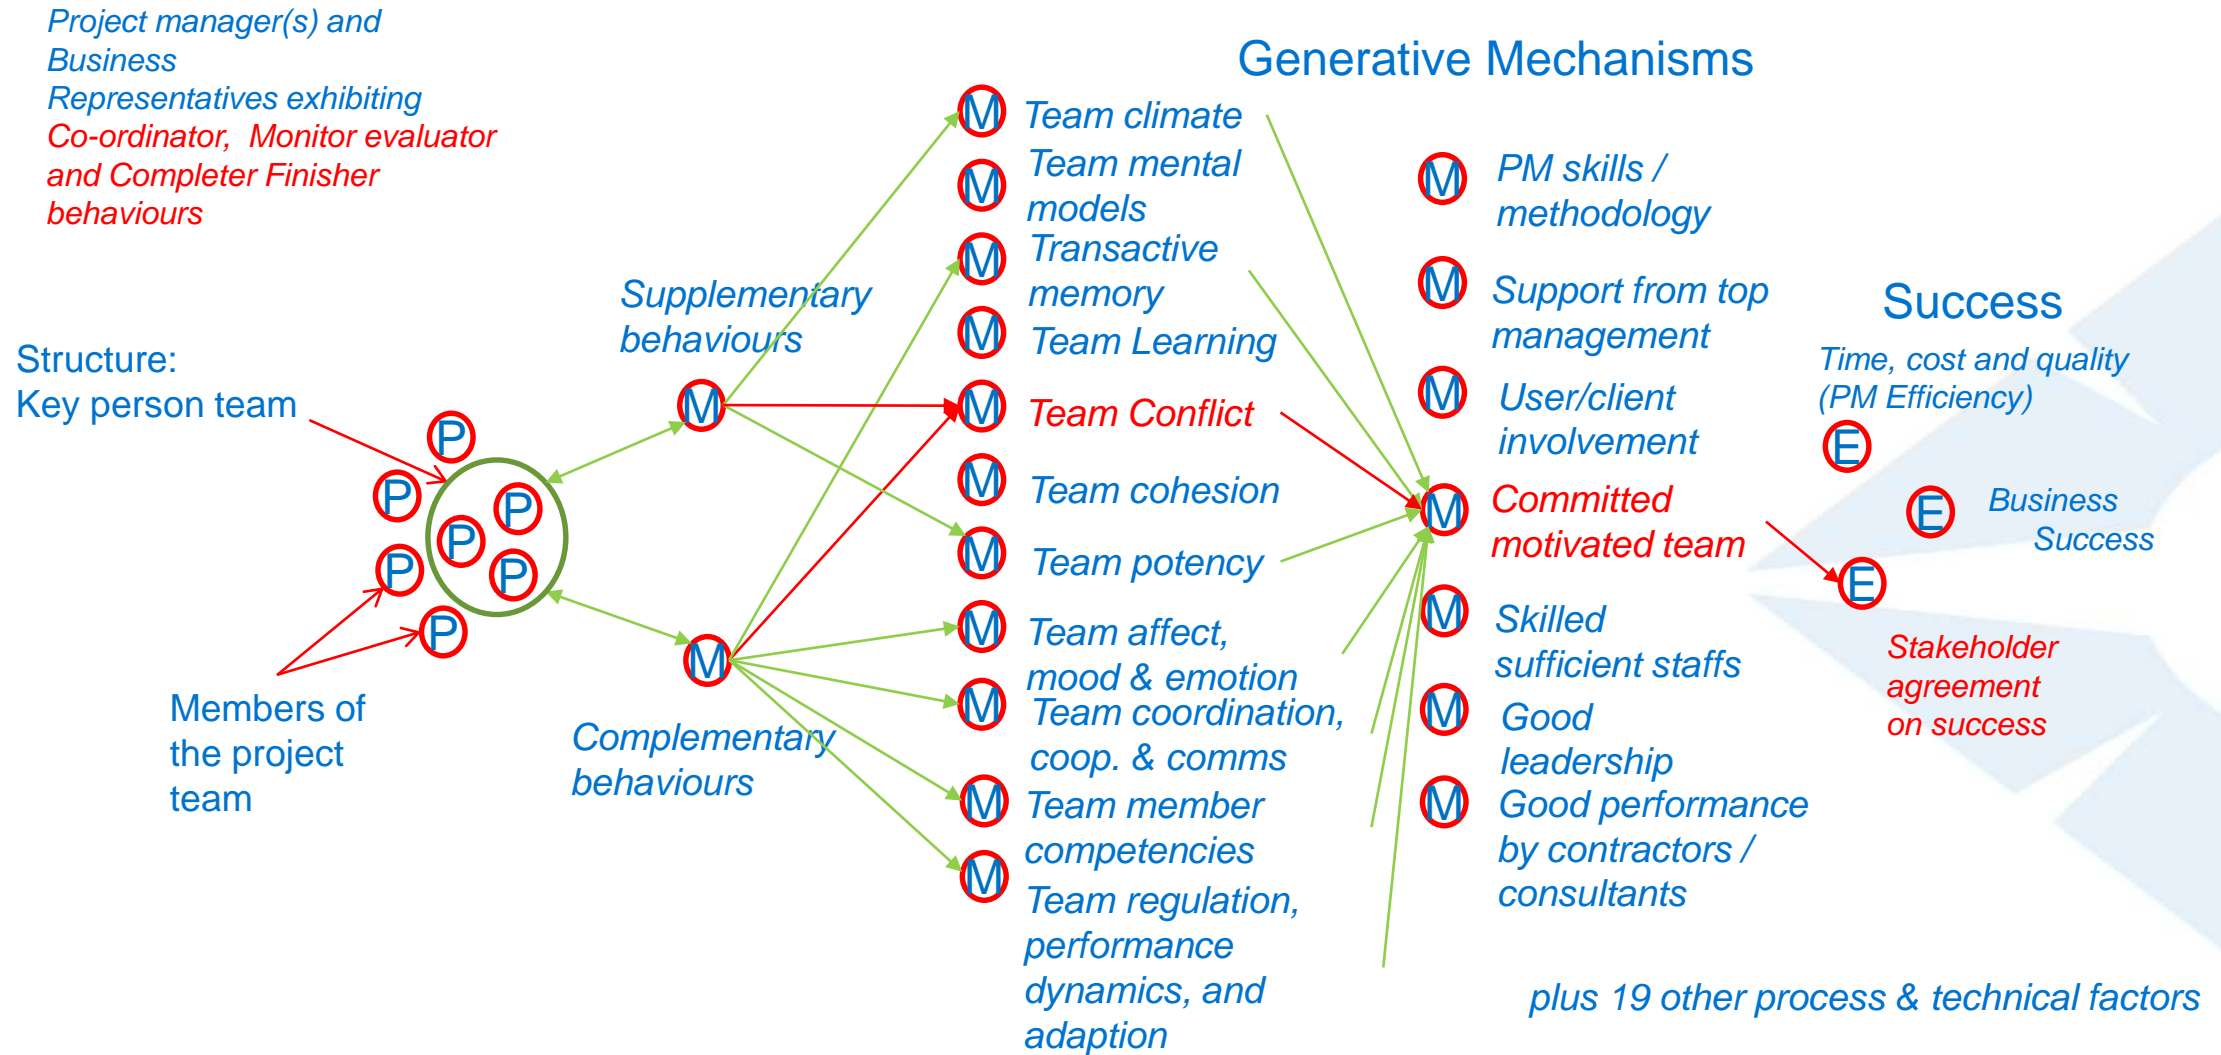 Project manager(s) and
Business
Representatives exhibiting
Co-ordinator, Monitor evaluator
and Completer Finisher
behaviours
Structure:
Key person team
P
P
P
P
P
P
P
Members of
the project
team
Supplementary
behaviours
M
M
Complementary
behaviours
Generative Mechanisms
M Team climate
M Team mental
models
M Transactive
memory
M Team Learning
M Team Conflict
M Team cohesion
M Team potency
M Team affect,
mood & emotion
M Team coordination,
coop. & comms
M Team member
competencies
M Team regulation,
performance
dynamics, and
adaption
M PM skills /
methodology
M Support from top
management
M User/client
involvement
M Committed
motivated team
M Skilled
sufficient staffs
M Good
leadership
M Good performance
by contractors /
consultants
Success
Time, cost and quality
(PM Efficiency)
E
E Business
Success
E
Stakeholder
agreement
on success
plus 19 other process & technical factors